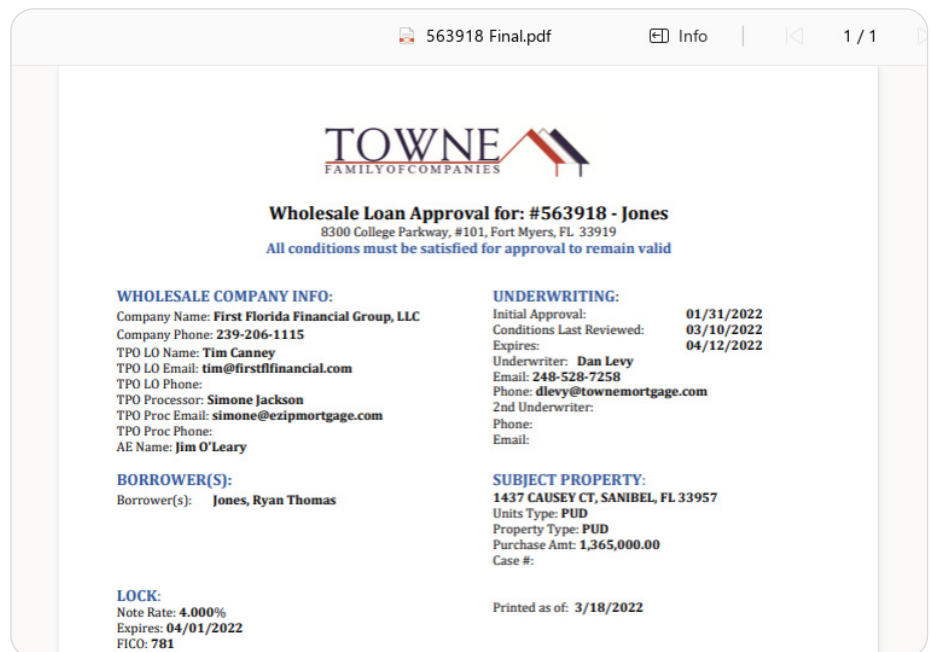 563918 Final.pdf Info 1 / 1
TOWNE
FAMILYOFCOMPANIES
Wholesale Loan Approval for: #563918 - Jones
8300 College Parkway, #101, Fort Myers, FL 33919
All conditions must be satisfied for approval to remain valid
WHOLESALE COMPANY INFO:
Company Name: First Florida Financial Group, LLC
Company Phone: 239-206-1115
TPO LO Name: Tim Canney
TPO LO Email: tim@firstflfinancial.com
TPO LO Phone:
TPO Processor: Simone Jackson
TPO Proc Email: simone@ezipmortgage.com
TPO Proc Phone:
AE Name: Jim O'Leary
UNDERWRITING:
Initial Approval: 01/31/2022
Conditions Last Reviewed: 03/10/2022
Expires: 04/12/2022
Underwriter: Dan Levy
Email: 248-528-7258
Phone: dlevy@townemortgage.com
2nd Underwriter:
Phone:
Email:
BORROWER(S):
Borrower(s): Jones, Ryan Thomas
SUBJECT PROPERTY:
1437 CAUSEY CT, SANIBEL, FL 33957
Units Type: PUD
Property Type: PUD
Purchase Amt: 1,365,000.00
Case #:
LOCK:
Note Rate: 4.000%
Expires: 04/01/2022
FICO: 781
Printed as of: 3/18/2022